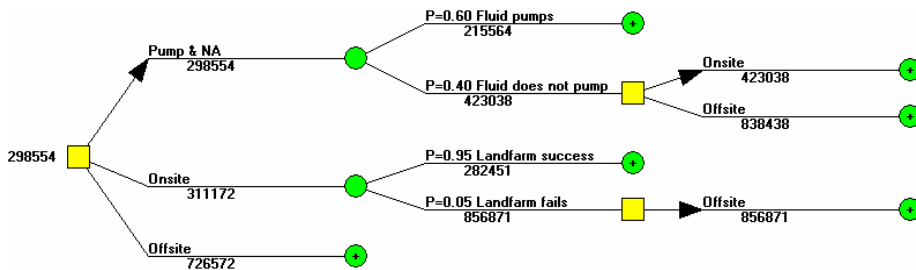 P=0.60 Fluid pumps
215564
Pump & NA
298554
Onsite
423038
P=0.40 Fluid does not pump
423038
Offsite
838438
298554
P=0.95 Landfarm success
282451
Onsite
311172
P=0.05 Landfarm fails
856871
Offsite
856871
Offsite
726572